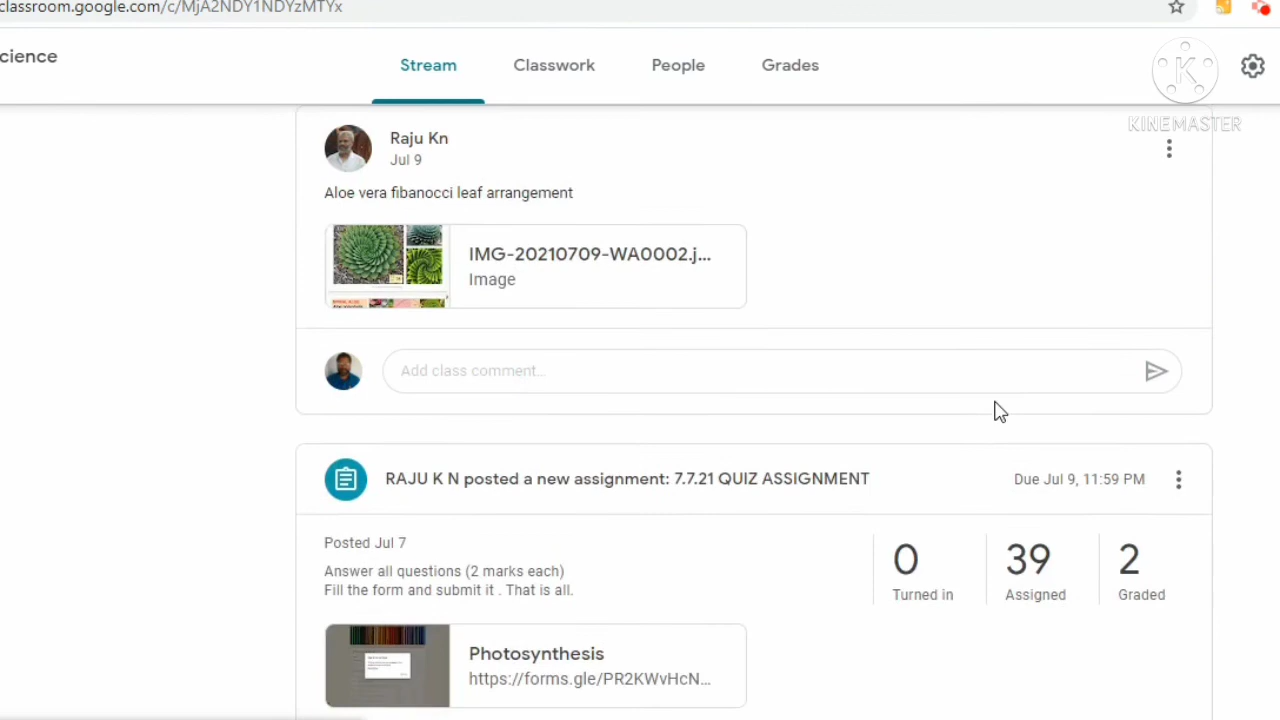 classroom.google.com/c/MjA2NDY1NDYzMTYx
cience
Stream
Classwork
People
Grades
K
KINEMASTER
Raju Kn
Jul 9
Aloe vera fibanocci leaf arrangement
IMG-20210709-WA0002.j...
Image
Add class comment...
RAJU K N posted a new assignment: 7.7.21 QUIZ ASSIGNMENT
Due Jul 9, 11:59 PM
Posted Jul 7
Answer all questions (2 marks each)
Fill the form and submit it . That is all.
0
Turned in
39
Assigned
2
Graded
Photosynthesis
https://forms.gle/PR2KWvHcN...